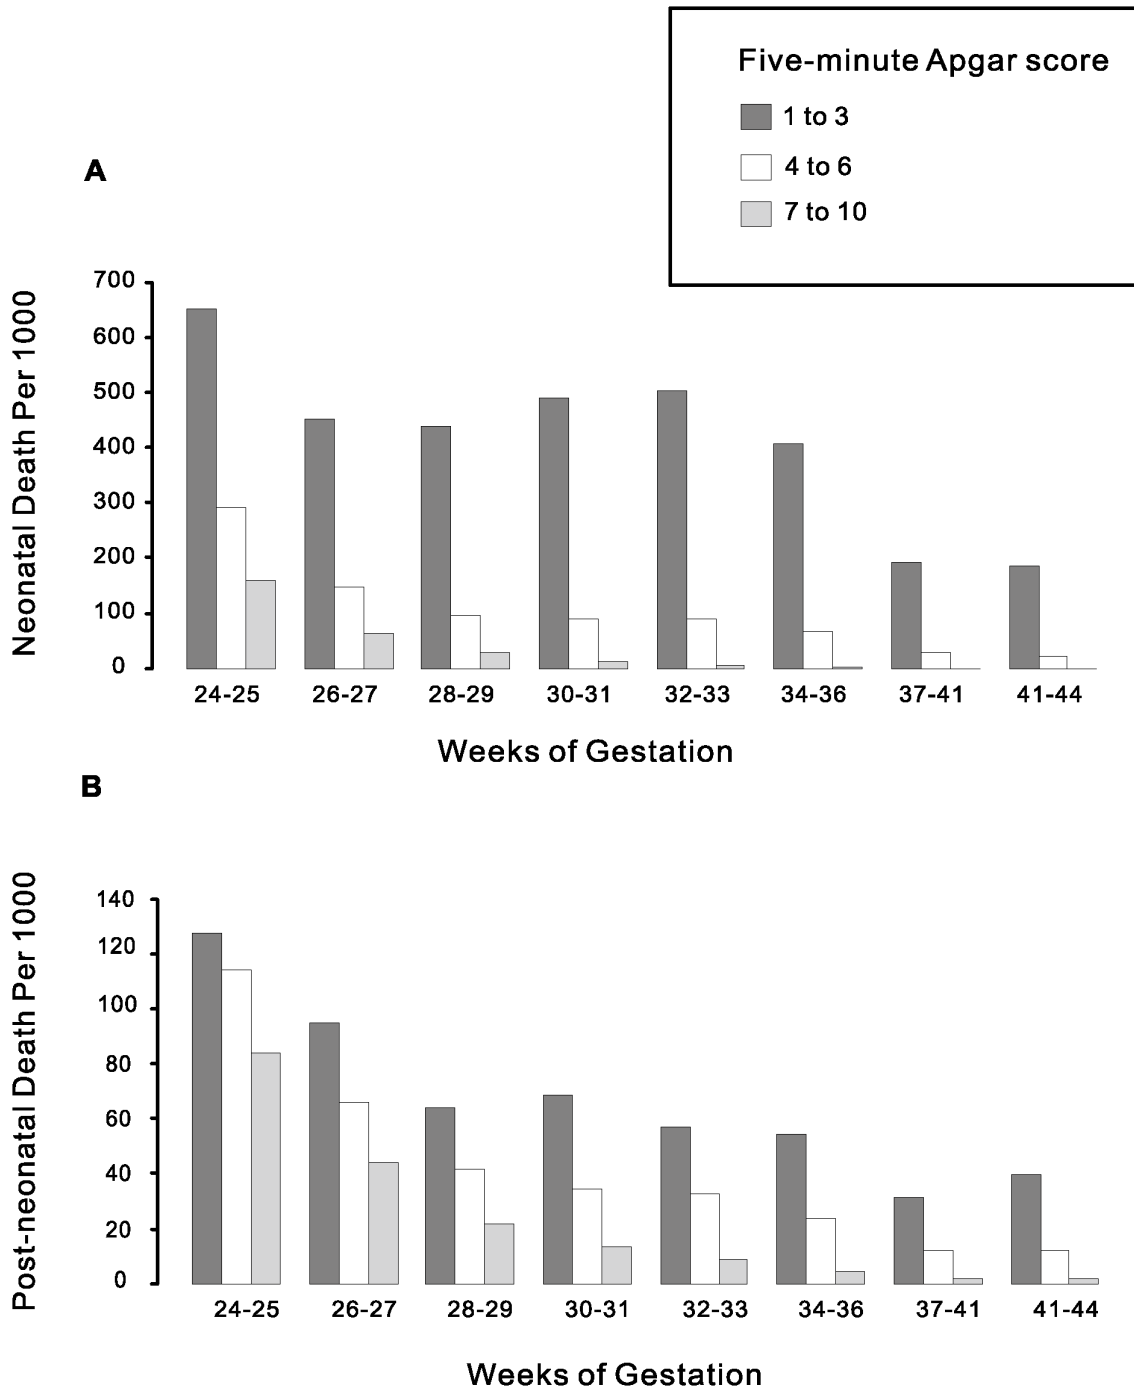 Five-minute Apgar score
1 to 3
4 to 6
7 to 10
A
Neonatal Death Per 1000
700
600
500
400
300
200
100
0
24-25 26-27 28-29 30-31 32-33 34-36 37-41 41-44
Weeks of Gestation
B
Post-neonatal Death Per 1000
140
120
100
80
60
40
20
0
24-25 26-27 28-29 30-31 32-33 34-36 37-41 41-44
Weeks of Gestation